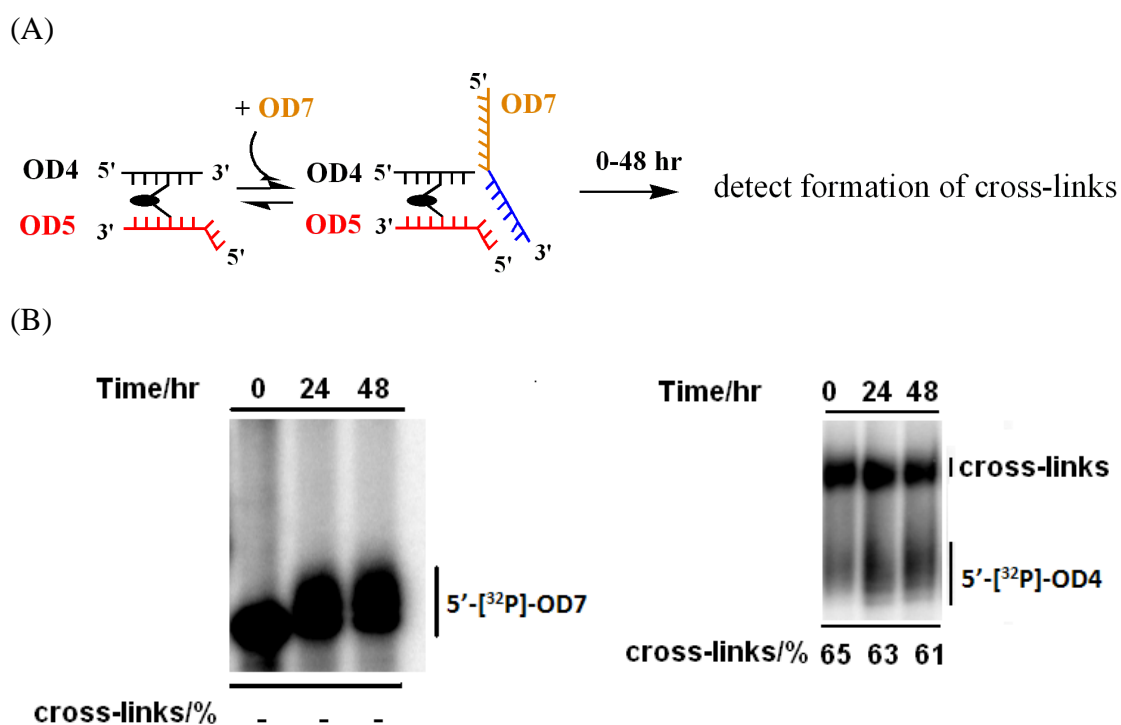 (A)
5'
+ OD7
OD7
OD4 5' 3'
OD4 5'
0-48 hr
detect formation of cross-links
OD5 3' 5'
OD5 3' 5' 3'
(B)
Time/hr 0 24 48
5'-[³²P]-OD7
cross-links/% - - -
Time/hr 0 24 48
cross-links
5'-[³²P]-OD4
cross-links/% 65 63 61